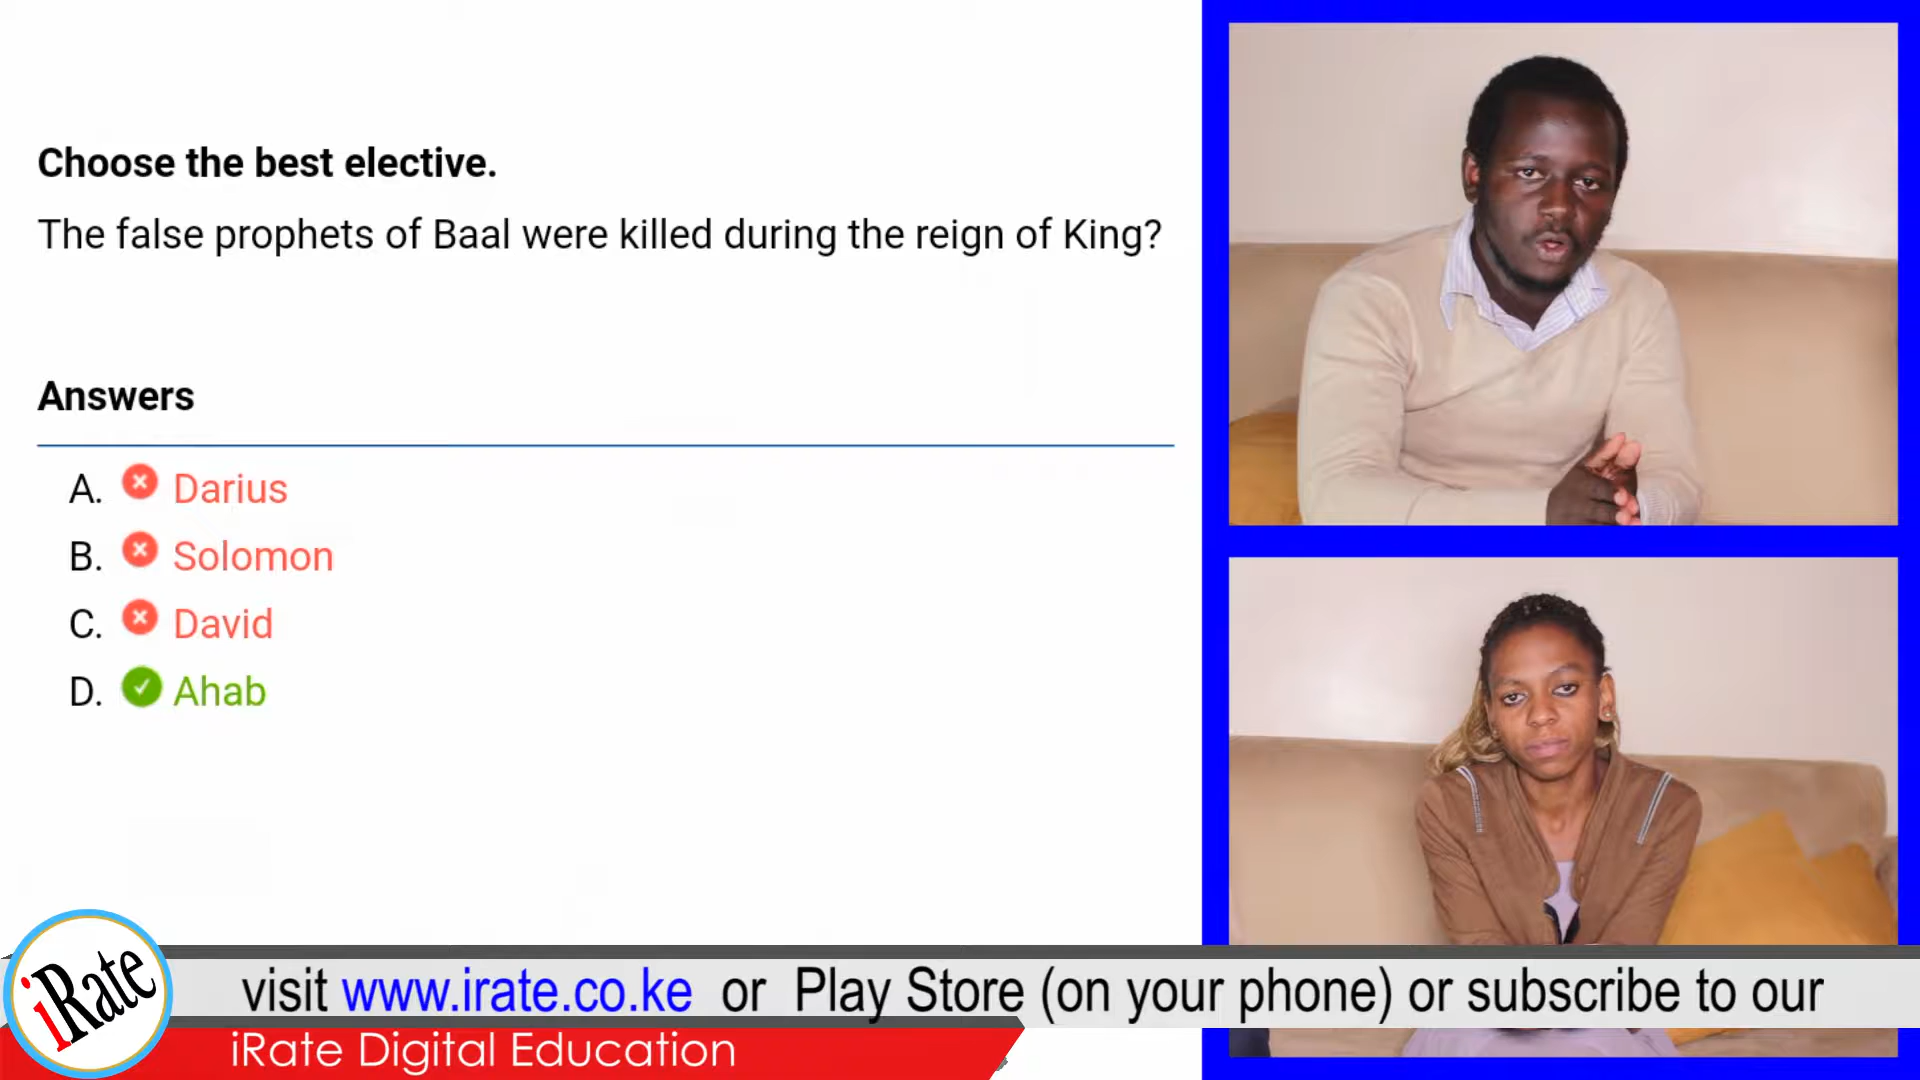 Choose the best elective.
The false prophets of Baal were killed during the reign of King?
Answers
A. Darius
B. Solomon
C. David
D. Ahab
iRate
visit www.irate.co.ke or Play Store (on your phone) or subscribe to our
iRate Digital Education